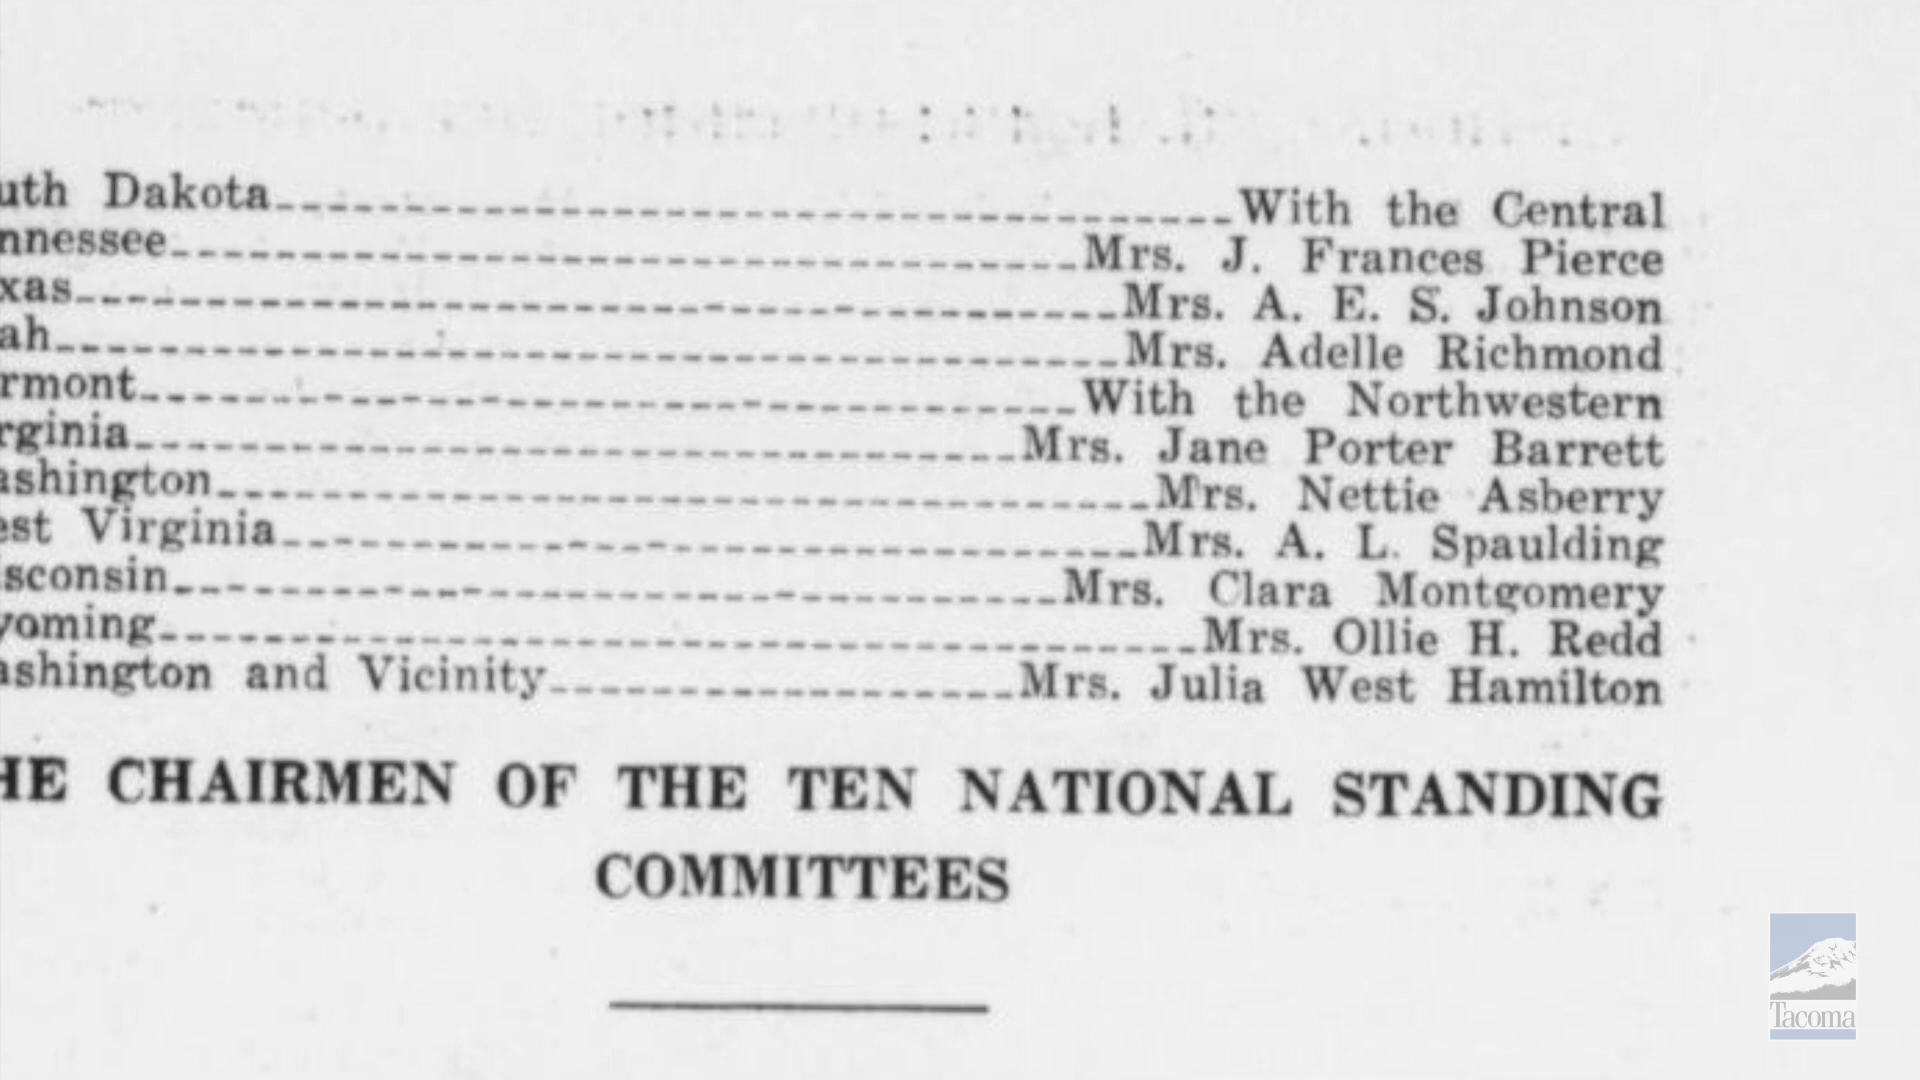 uth Dakota With the Central
nnessee Mrs. J. Frances Pierce
xas Mrs. A. E. S. Johnson
ah Mrs. Adelle Richmond
rmont With the Northwestern
rginia Mrs. Jane Porter Barrett
ashington Mrs. Nettie Asberry
est Virginia Mrs. A. L. Spaulding
isconsin Mrs. Clara Montgomery
yoming Mrs. Ollie H. Redd
ashington and Vicinity Mrs. Julia West Hamilton
HE CHAIRMEN OF THE TEN NATIONAL STANDING
COMMITTEES
Tacoma